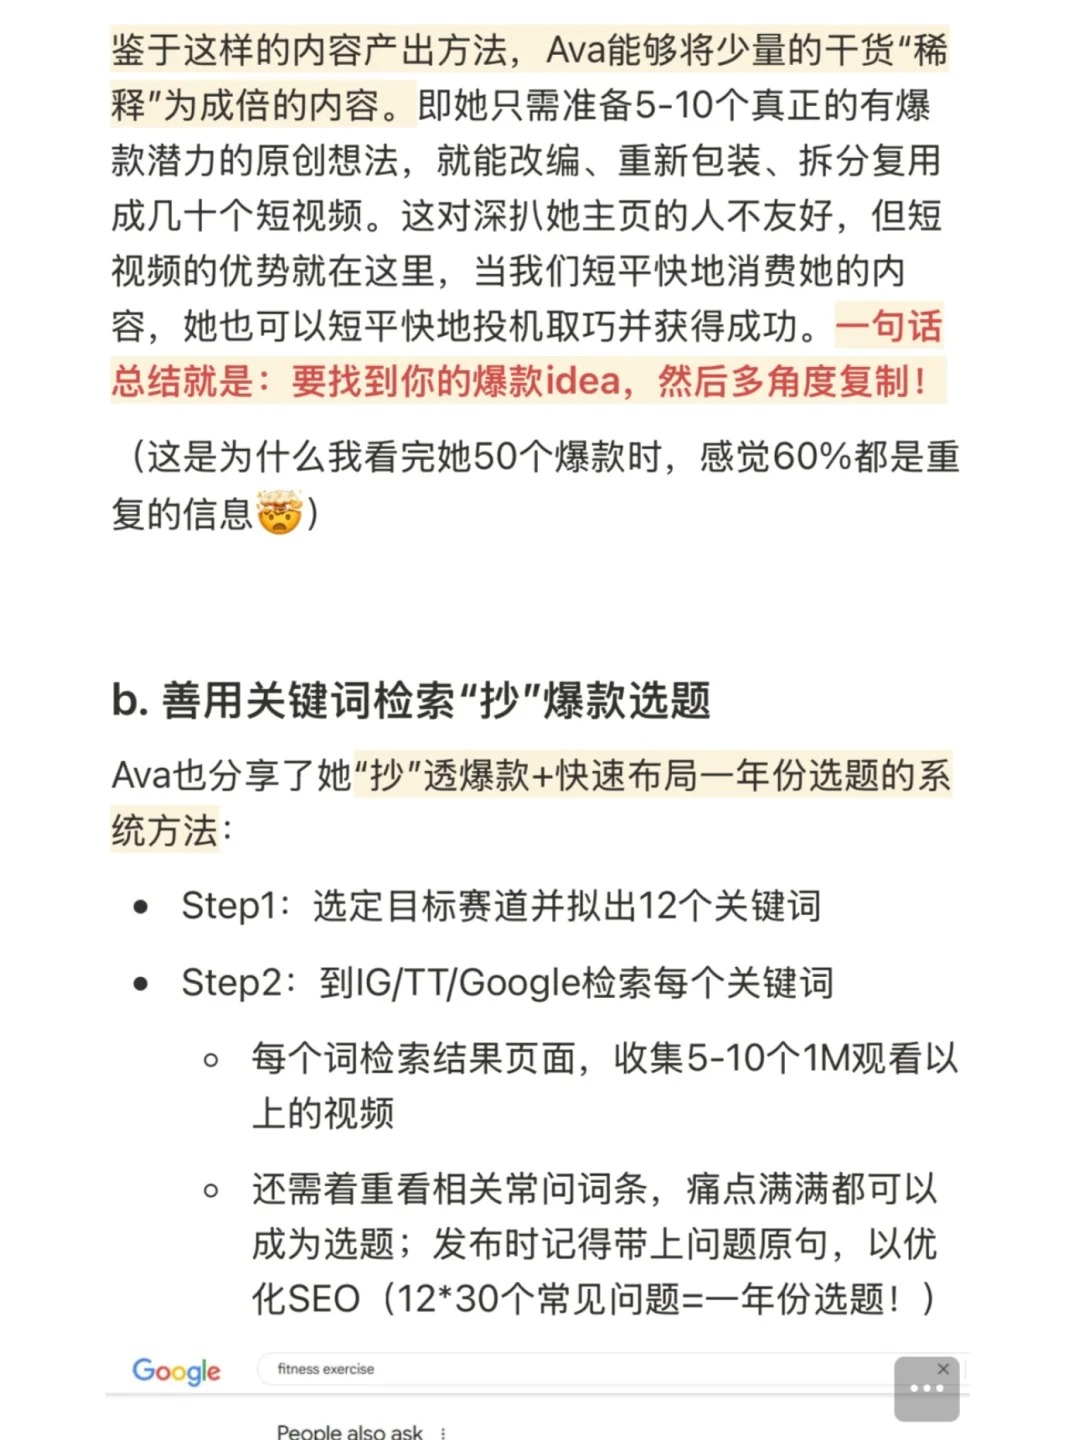 鉴于这样的内容产出方法，Ava能够将少量的干货“稀
释”为成倍的内容。即她只需准备5-10个真正的有爆
款潜力的原创想法，就能改编、重新包装、拆分复用
成几十个短视频。这对深扒她主页的人不友好，但短
视频的优势就在这里，当我们短平快地消费她的内
容，她也可以短平快地投机取巧并获得成功。一句话
总结就是：要找到你的爆款idea，然后多角度复制！
（这是为什么我看完她50个爆款时，感觉60%都是重
复的信息🤯）
b. 善用关键词检索“抄”爆款选题
Ava也分享了她“抄”透爆款+快速布局一年份选题的系
统方法：
• Step1：选定目标赛道并拟出12个关键词
• Step2：到IG/TT/Google检索每个关键词
◦ 每个词检索结果页面，收集5-10个1M观看以
上的视频
◦ 还需着重看相关常问词条，痛点满满都可以
成为选题；发布时记得带上问题原句，以优
化SEO（12*30个常见问题=一年份选题！）
Google fitness exercise
People also ask